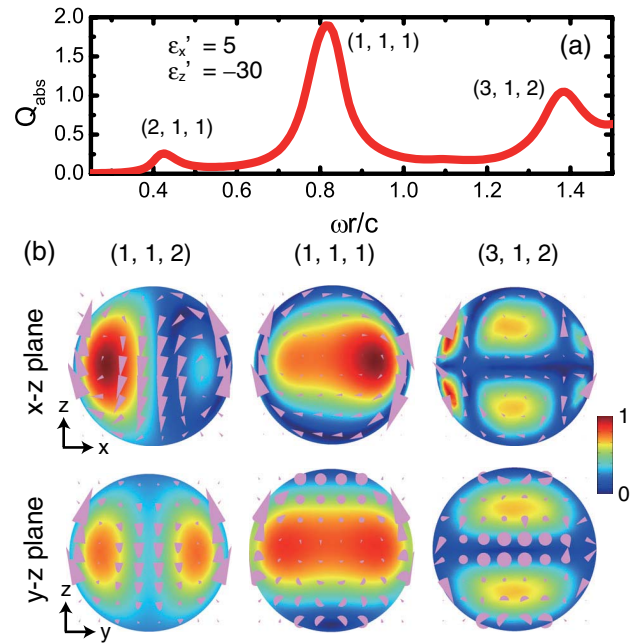 2.0
1.5
1.0
0.5
0.0
Q_abs
ε_x' = 5
ε_z' = −30
(2, 1, 1)
(1, 1, 1)
(3, 1, 2)
(a)
0.4 0.6 0.8 1.0 1.2 1.4
ωr/c
(b)
(1, 1, 2) (1, 1, 1) (3, 1, 2)
x-z plane
z
x
1
0
y-z plane
z
y